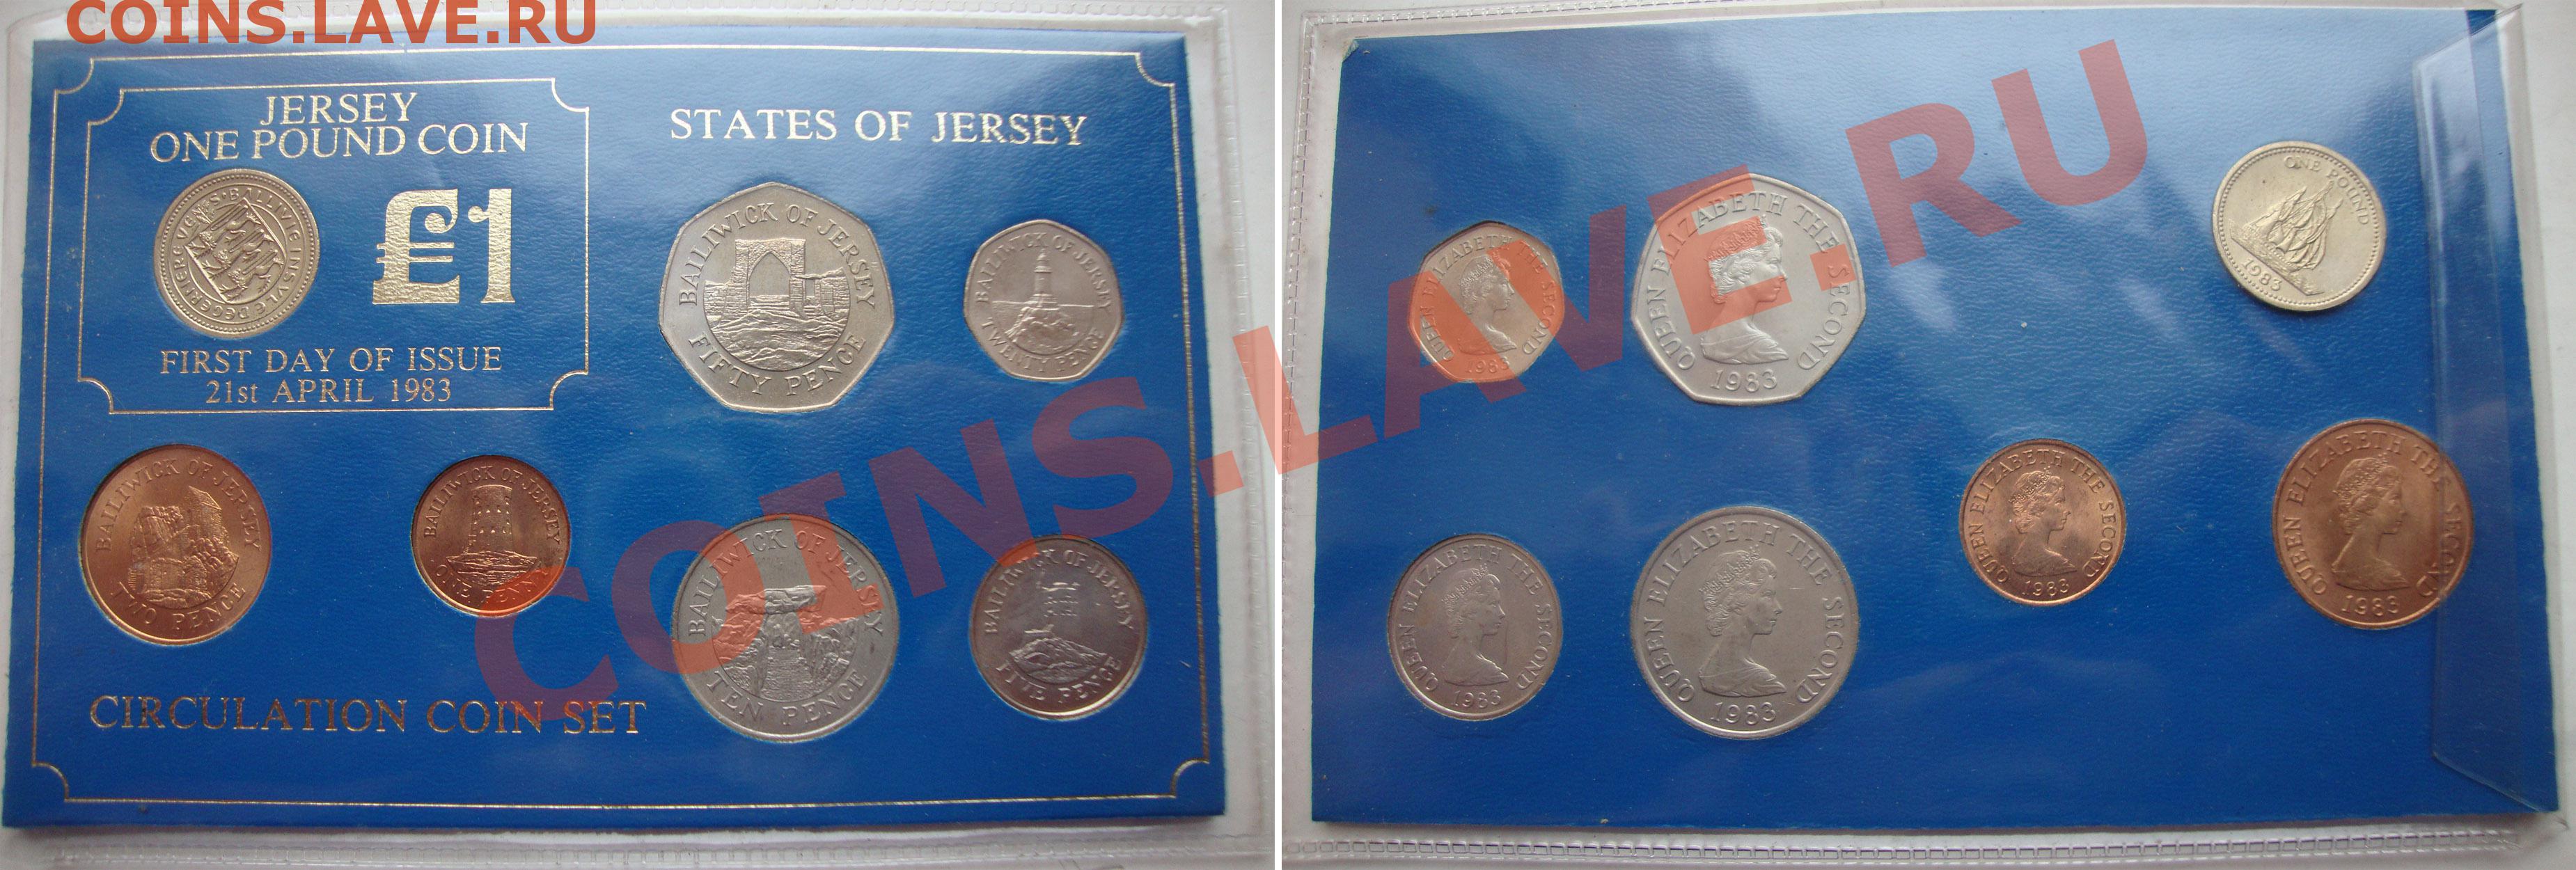 COINS.LAVE.RU
JERSEY
ONE POUND COIN
£1
FIRST DAY OF ISSUE
21st APRIL 1983
STATES OF JERSEY
BAILIWICK OF JERSEY
FIFTY PENCE
BAILIWICK OF JERSEY
TWENTY PENCE
BAILIWICK OF JERSEY
TWO PENCE
BAILIWICK OF JERSEY
ONE PENNY
BAILIWICK OF JERSEY
TEN PENCE
BAILIWICK OF JERSEY
FIVE PENCE
CIRCULATION COIN SET
COINS.LAVE.RU
QUEEN ELIZABETH THE SECOND
1983
QUEEN ELIZABETH THE SECOND
1983
ONE POUND
1983
QUEEN ELIZABETH THE SECOND
1983
QUEEN ELIZABETH THE SECOND
1983
QUEEN ELIZABETH THE SECOND
1983
QUEEN ELIZABETH THE SECOND
1983